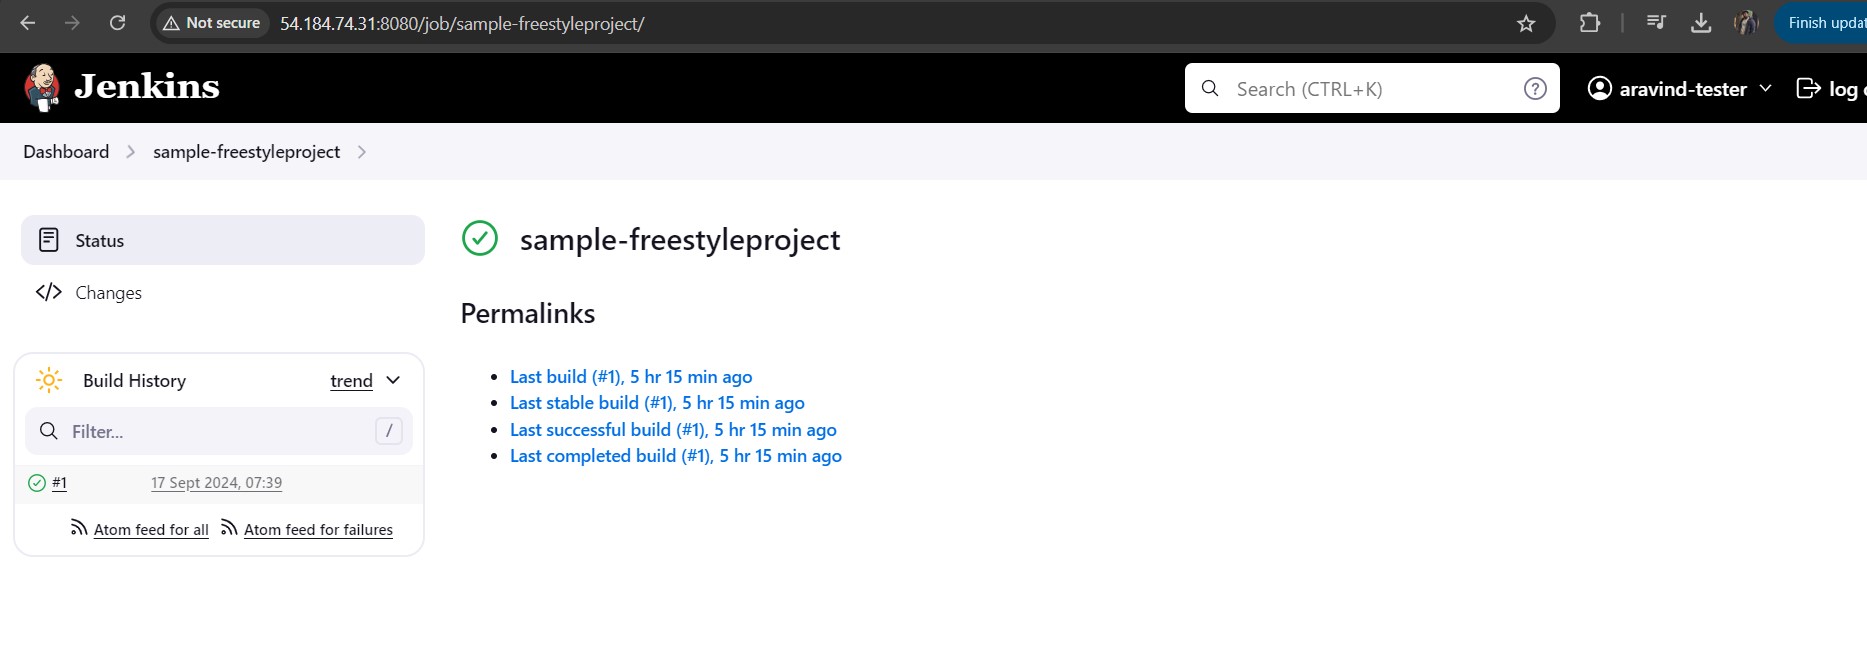 Not secure 54.184.74.31:8080/job/sample-freestyleproject/ Finish updat
Jenkins Search (CTRL+K) ? aravind-tester log
Dashboard sample-freestyleproject
Status
Changes
sample-freestyleproject
Permalinks
Last build (#1), 5 hr 15 min ago
Last stable build (#1), 5 hr 15 min ago
Last successful build (#1), 5 hr 15 min ago
Last completed build (#1), 5 hr 15 min ago
Build History trend
Filter... /
#1 17 Sept 2024, 07:39
Atom feed for all Atom feed for failures